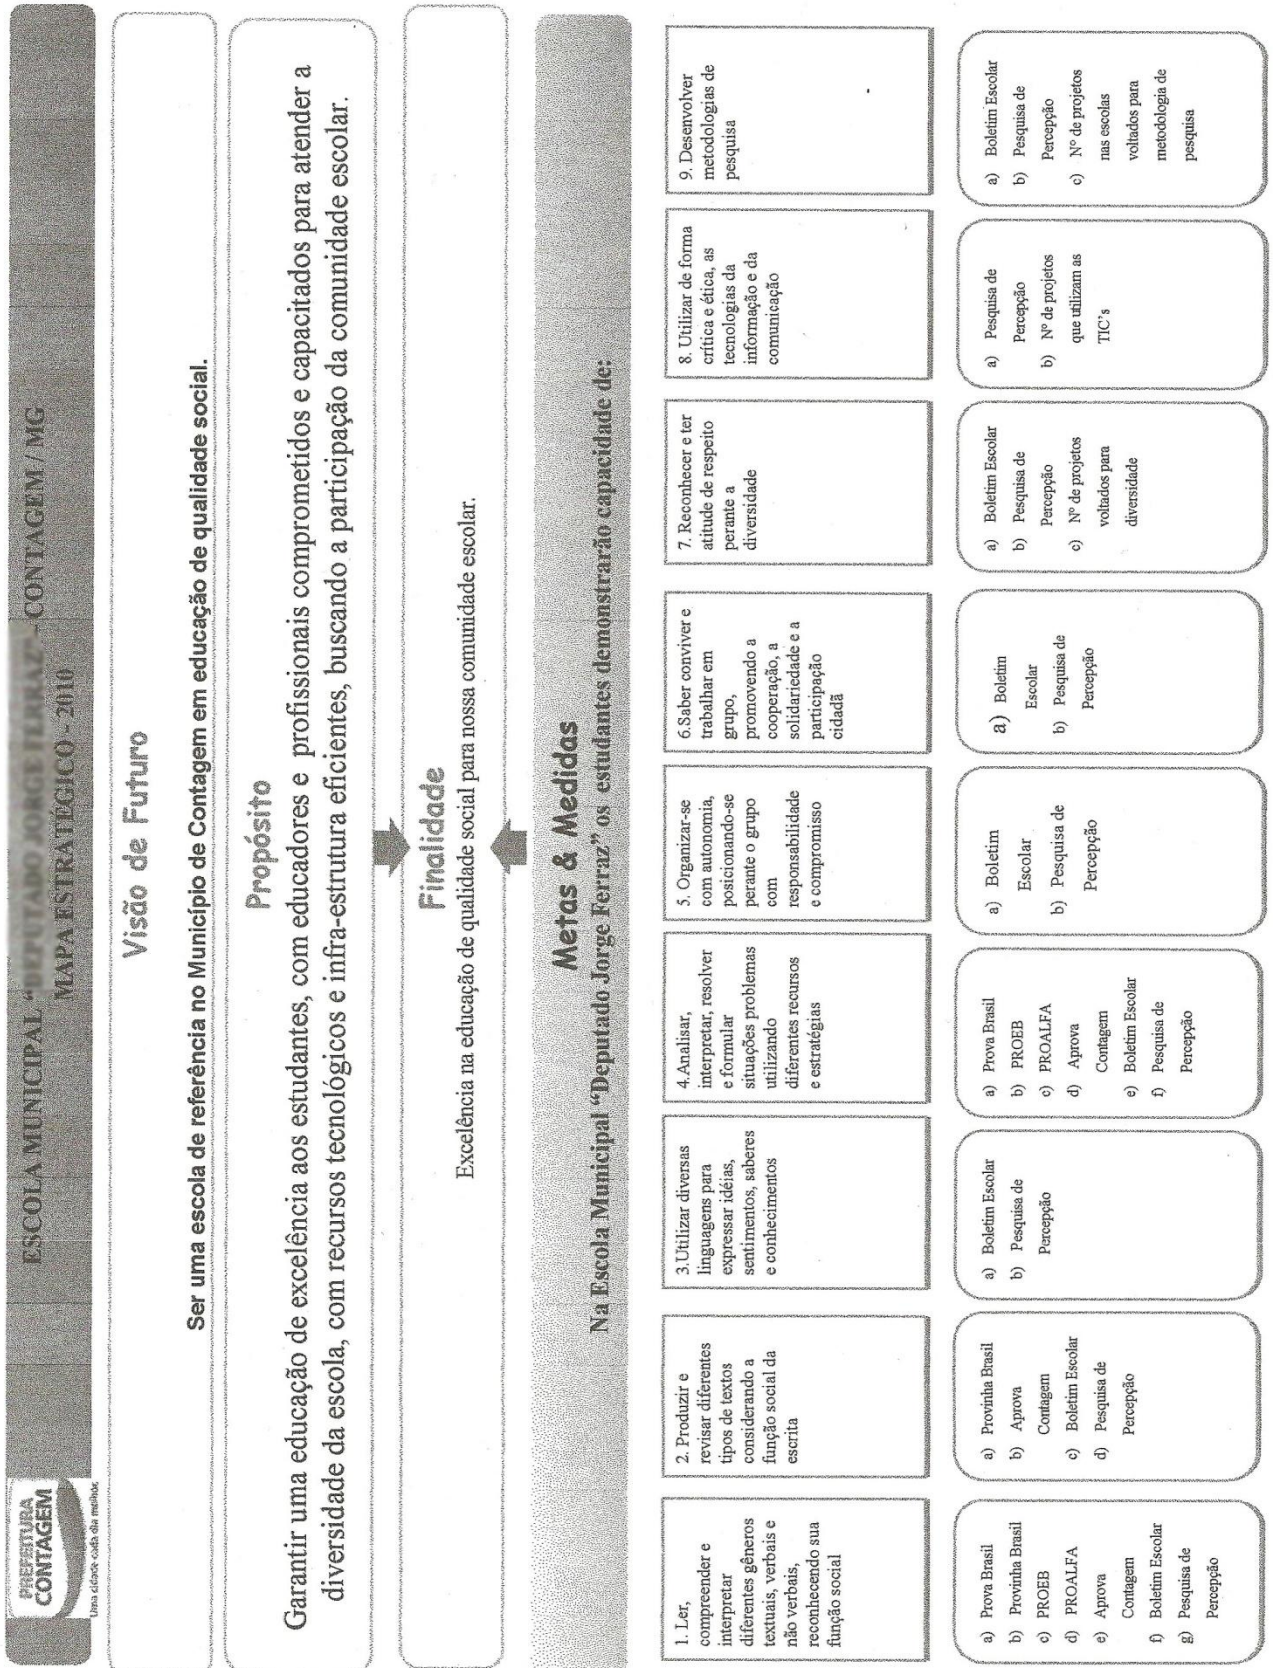 PREFEITURA
CONTAGEM
Uma cidade cada dia melhor.
ESCOLA MUNICIPAL "DEPUTADO JORGE FERRAZ" - CONTAGEM / MG
MAPA ESTRATÉGICO - 2010
Visão de Futuro
Ser uma escola de referência no Município de Contagem em educação de qualidade social.
Propósito
Garantir uma educação de excelência aos estudantes, com educadores e profissionais comprometidos e capacitados para atender a
diversidade da escola, com recursos tecnológicos e infra-estrutura eficientes, buscando a participação da comunidade escolar.
Finalidade
Excelência na educação de qualidade social para nossa comunidade escolar.
Metas & Medidas
Na Escola Municipal "Deputado Jorge Ferraz" os estudantes demonstrarão capacidade de:
1. Ler,
compreender e
interpretar
diferentes gêneros
textuais, verbais e
não verbais,
reconhecendo sua
função social
2. Produzir e
revisar diferentes
tipos de textos
considerando a
função social da
escrita
3.Utilizar diversas
linguagens para
expressar idéias,
sentimentos, saberes
e conhecimentos
4.Analisar,
interpretar, resolver
e formular
situações problemas
utilizando
diferentes recursos
e estratégias
5. Organizar-se
com autonomia,
posicionando-se
perante o grupo
com
responsabilidade
e compromisso
6.Saber conviver e
trabalhar em
grupo,
promovendo a
cooperação, a
solidariedade e a
participação
cidadã
7. Reconhecer e ter
atitude de respeito
perante a
diversidade
8. Utilizar de forma
crítica e ética, as
tecnologias da
informação e da
comunicação
9. Desenvolver
metodologias de
pesquisa
a) Prova Brasil
b) Provinha Brasil
c) PROEB
d) PROALFA
e) Aprova
Contagem
f) Boletim Escolar
g) Pesquisa de
Percepção
a) Provinha Brasil
b) Aprova
Contagem
c) Boletim Escolar
d) Pesquisa de
Percepção
a) Boletim Escolar
b) Pesquisa de
Percepção
a) Prova Brasil
b) PROEB
c) PROALFA
d) Aprova
Contagem
e) Boletim Escolar
f) Pesquisa de
Percepção
a) Boletim
Escolar
b) Pesquisa de
Percepção
a) Boletim
Escolar
b) Pesquisa de
Percepção
a) Boletim Escolar
b) Pesquisa de
Percepção
c) Nº de projetos
voltados para
diversidade
a) Pesquisa de
Percepção
b) Nº de projetos
que utilizam as
TIC's
a) Boletim Escolar
b) Pesquisa de
Percepção
c) Nº de projetos
nas escolas
voltados para
metodologia de
pesquisa